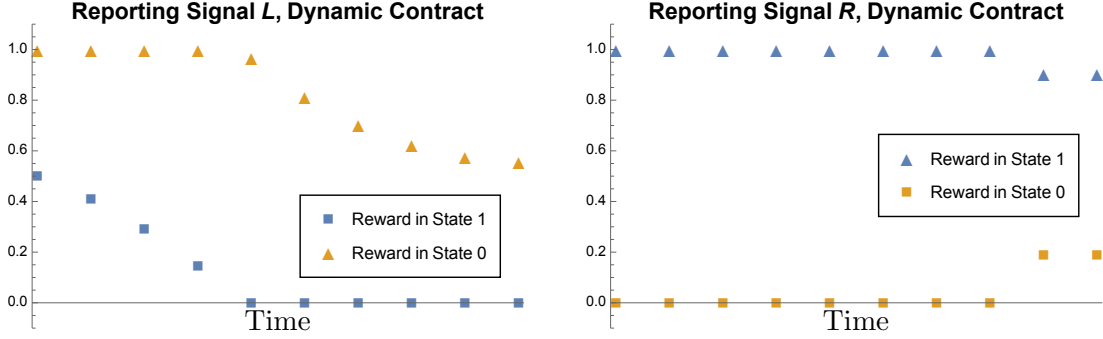 Reporting Signal L, Dynamic Contract
1.0
0.8
0.6
0.4
0.2
0.0
Reward in State 1
Reward in State 0
Time
Reporting Signal R, Dynamic Contract
1.0
0.8
0.6
0.4
0.2
0.0
Reward in State 1
Reward in State 0
Time